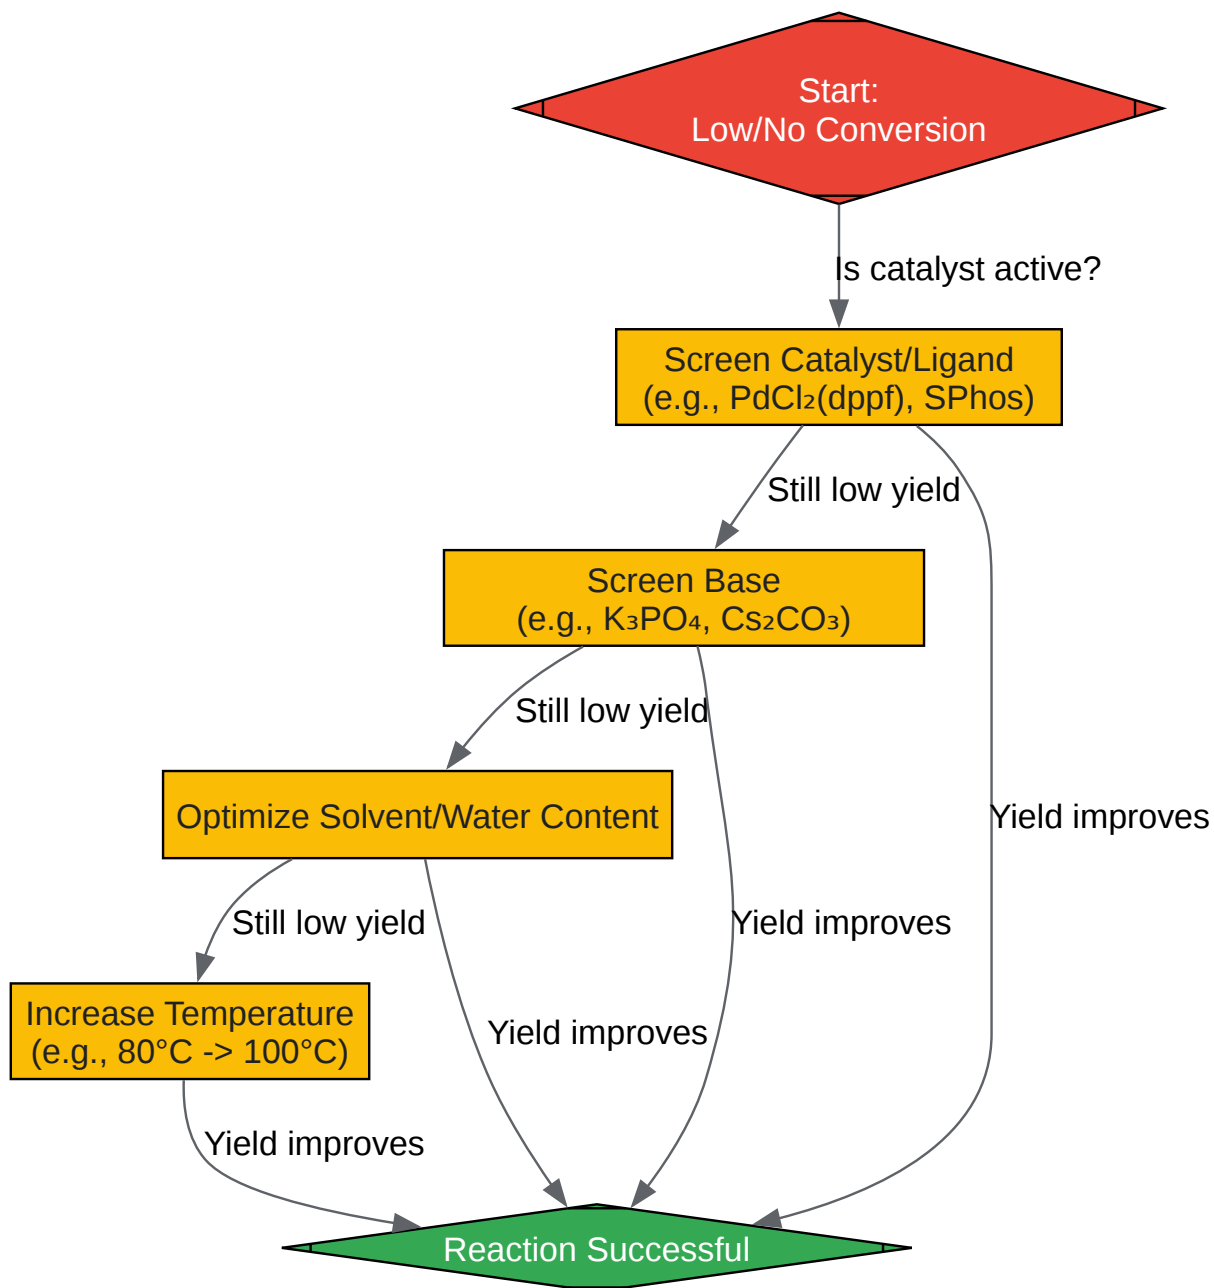 Start:
Low/No Conversion
Is catalyst active?
Screen Catalyst/Ligand
(e.g., PdCl₂(dppf), SPhos)
Still low yield
Screen Base
(e.g., K₃PO₄, Cs₂CO₃)
Still low yield
Optimize Solvent/Water Content
Yield improves
Still low yield
Yield improves
Increase Temperature
(e.g., 80°C -> 100°C)
Yield improves
Yield improves
Reaction Successful